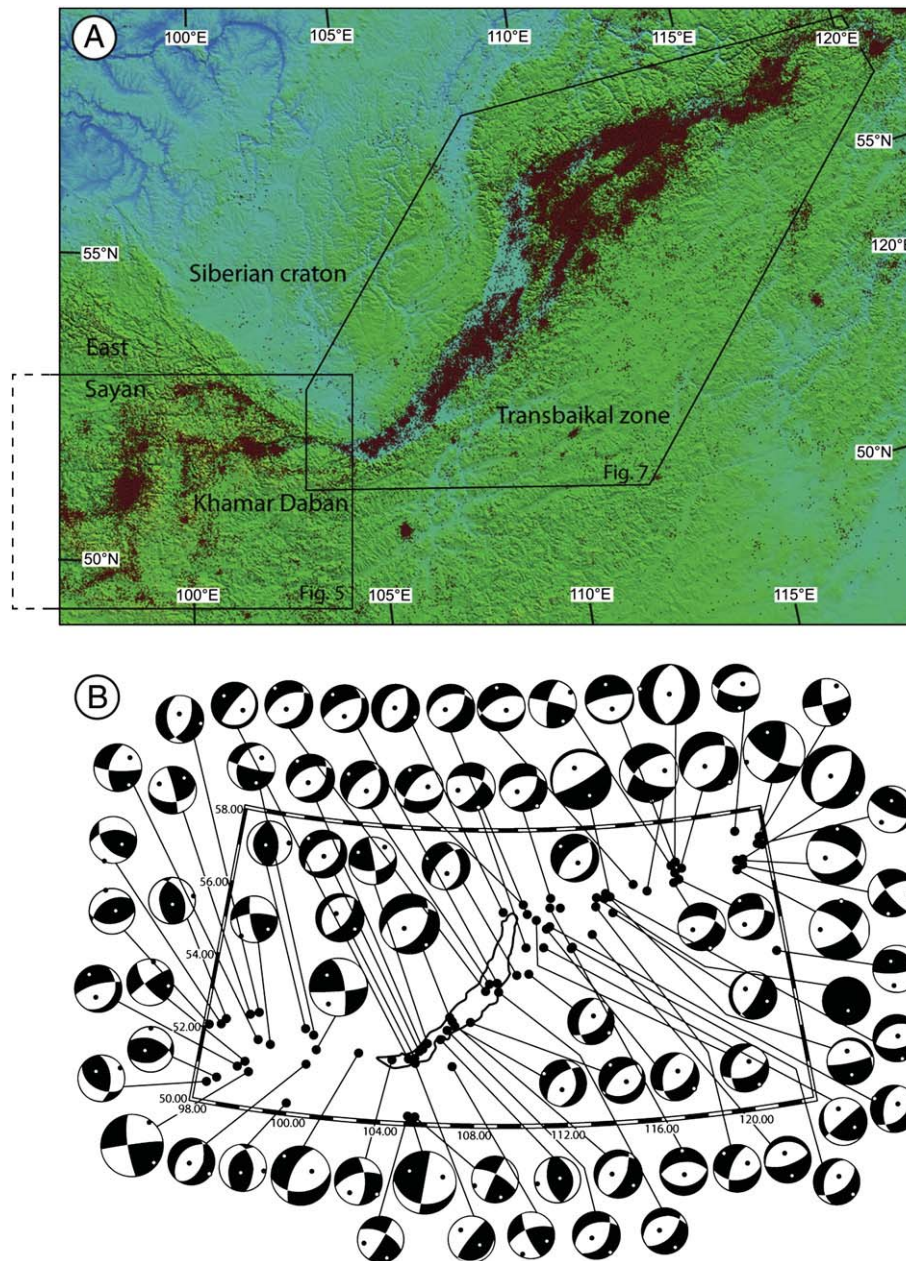 A
100°E
105°E
110°E
115°E
120°E
55°N
120°E
55°N
Siberian craton
East
Sayan
Transbaikal zone
50°N
Fig. 7
Khamar Daban
50°N
Fig. 5
100°E
105°E
110°E
115°E
B
58.00
56.00
54.00
52.00
50.00
98.00
100.00
104.00
108.00
112.00
116.00
120.00